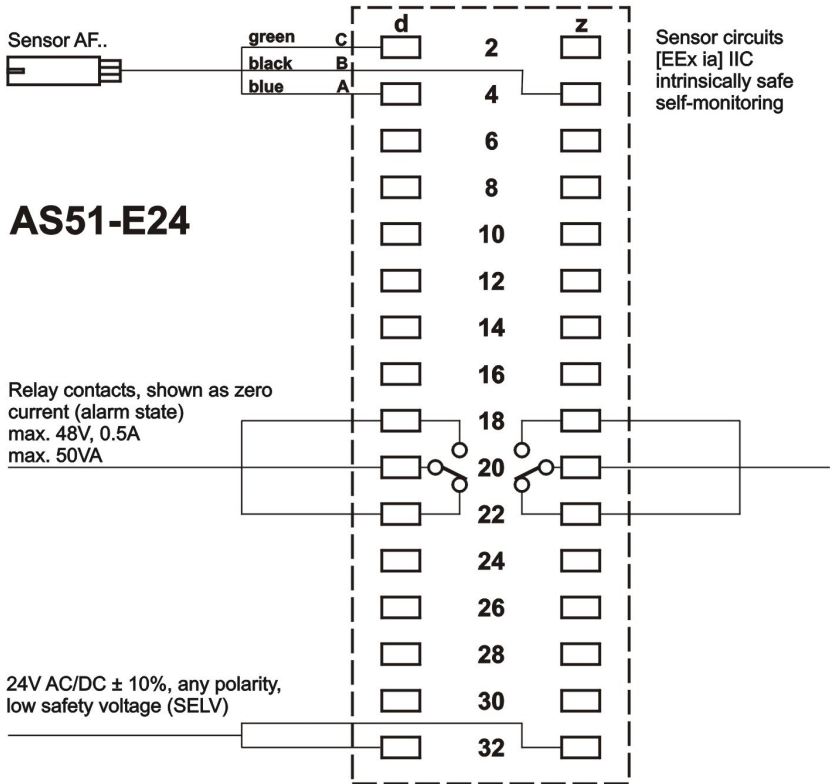 d z
Sensor AF..
green C
black B
blue A
Sensor circuits
[EEx ia] IIC
intrinsically safe
self-monitoring
AS51-E24
2
4
6
8
10
12
14
16
Relay contacts, shown as zero
current (alarm state)
max. 48V, 0.5A
max. 50VA
18
20
22
24
26
28
24V AC/DC ± 10%, any polarity,
low safety voltage (SELV)
30
32